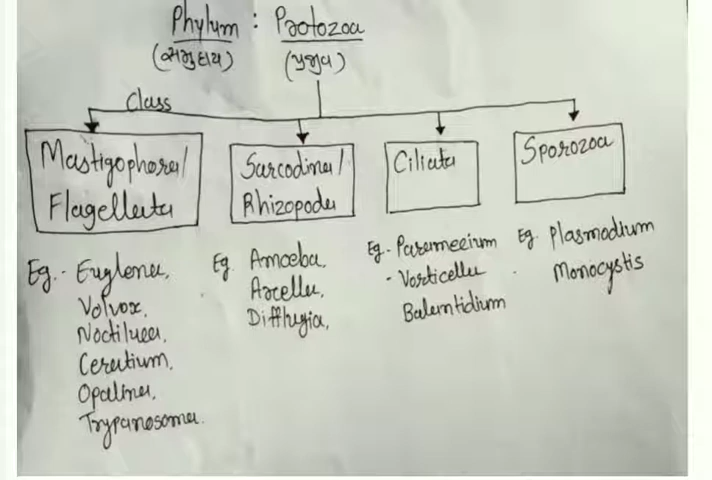 Phylum : Protozoa
(સમુદાય) (પ્રજીવ)
Class
Mastigophora/
Flagellata
Sarcodina/
Rhizopoda
Ciliata
Sporozoa
Eg.- Euglena,
Volvox,
Noctiluca,
Ceratium,
Opalina,
Trypanosoma.
Eg. Amoeba,
Arcella,
Difflugia,
Eg.- Paramecium
- Vorticella
Balantidium
Eg. Plasmodium
Monocystis